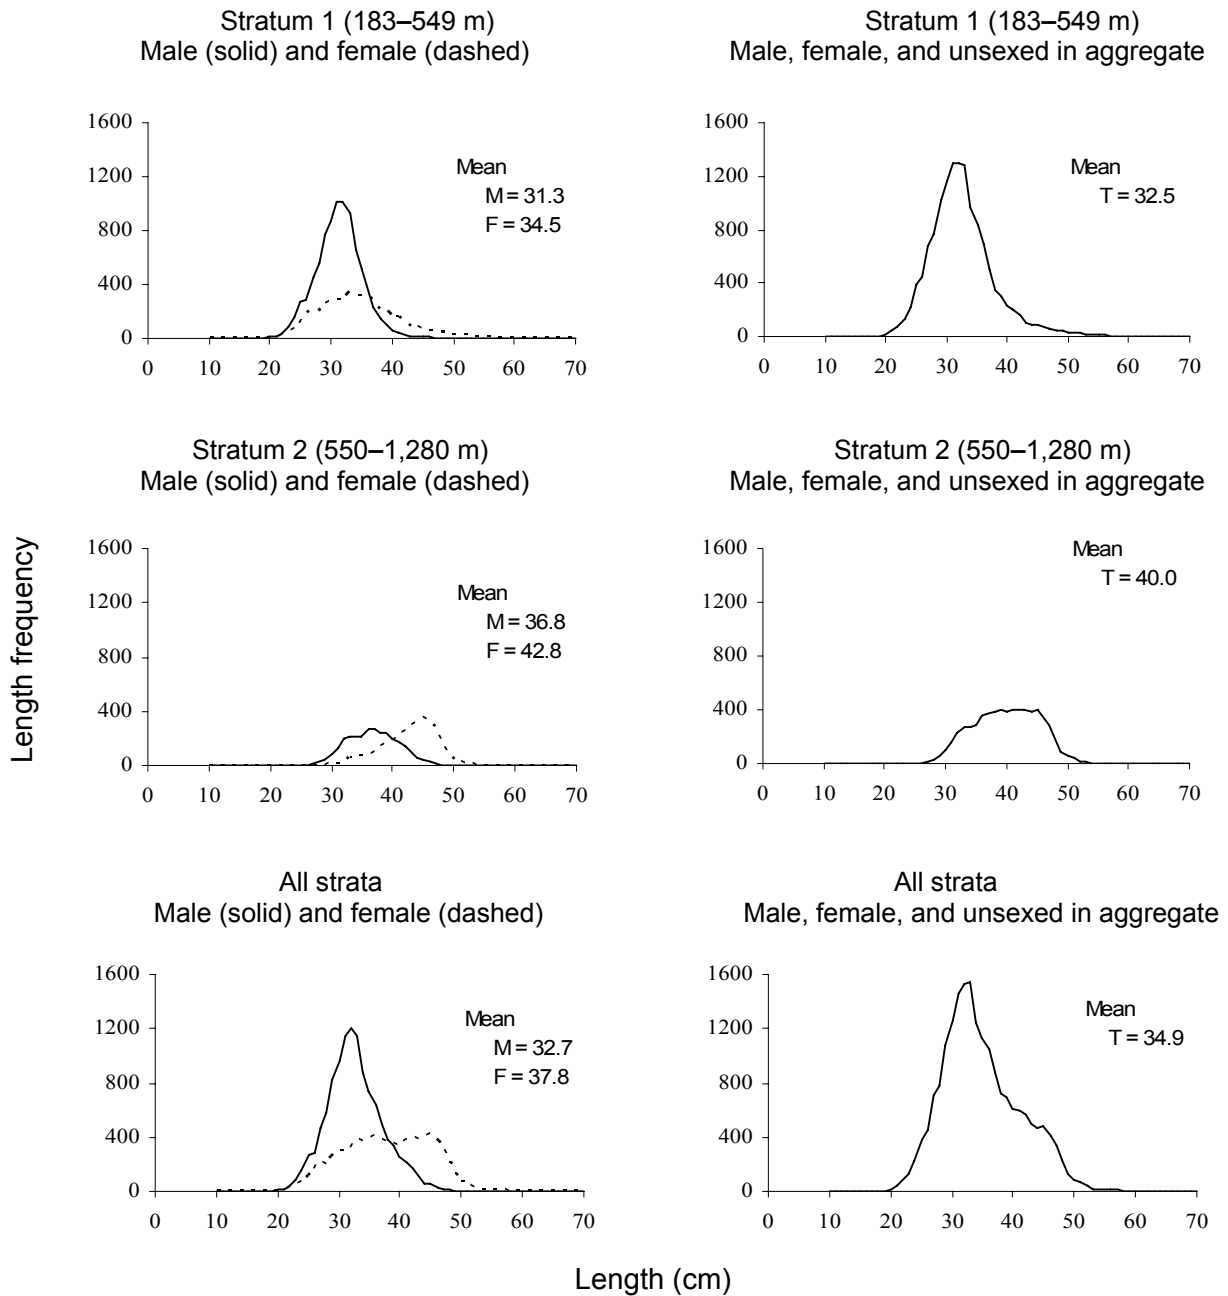 Stratum 1 (183–549 m)
Male (solid) and female (dashed)
1600
1200
800
400
0
0 10 20 30 40 50 60 70
Mean
M = 31.3
F = 34.5
Stratum 1 (183–549 m)
Male, female, and unsexed in aggregate
1600
1200
800
400
0
0 10 20 30 40 50 60 70
Mean
T = 32.5
Stratum 2 (550–1,280 m)
Male (solid) and female (dashed)
1600
1200
800
400
0
0 10 20 30 40 50 60 70
Mean
M = 36.8
F = 42.8
Stratum 2 (550–1,280 m)
Male, female, and unsexed in aggregate
1600
1200
800
400
0
0 10 20 30 40 50 60 70
Mean
T = 40.0
Length frequency
All strata
Male (solid) and female (dashed)
1600
1200
800
400
0
0 10 20 30 40 50 60 70
Mean
M = 32.7
F = 37.8
All strata
Male, female, and unsexed in aggregate
1600
1200
800
400
0
0 10 20 30 40 50 60 70
Mean
T = 34.9
Length (cm)